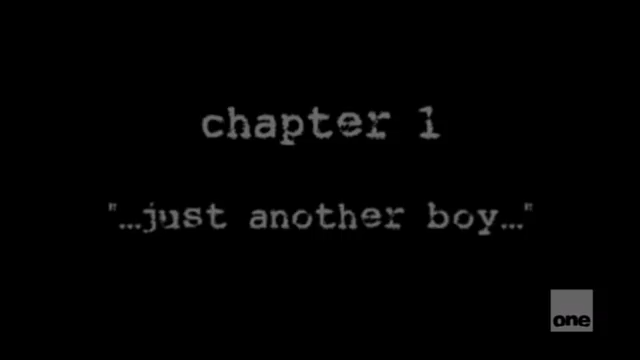 chapter 1
"…just another boy…"
one